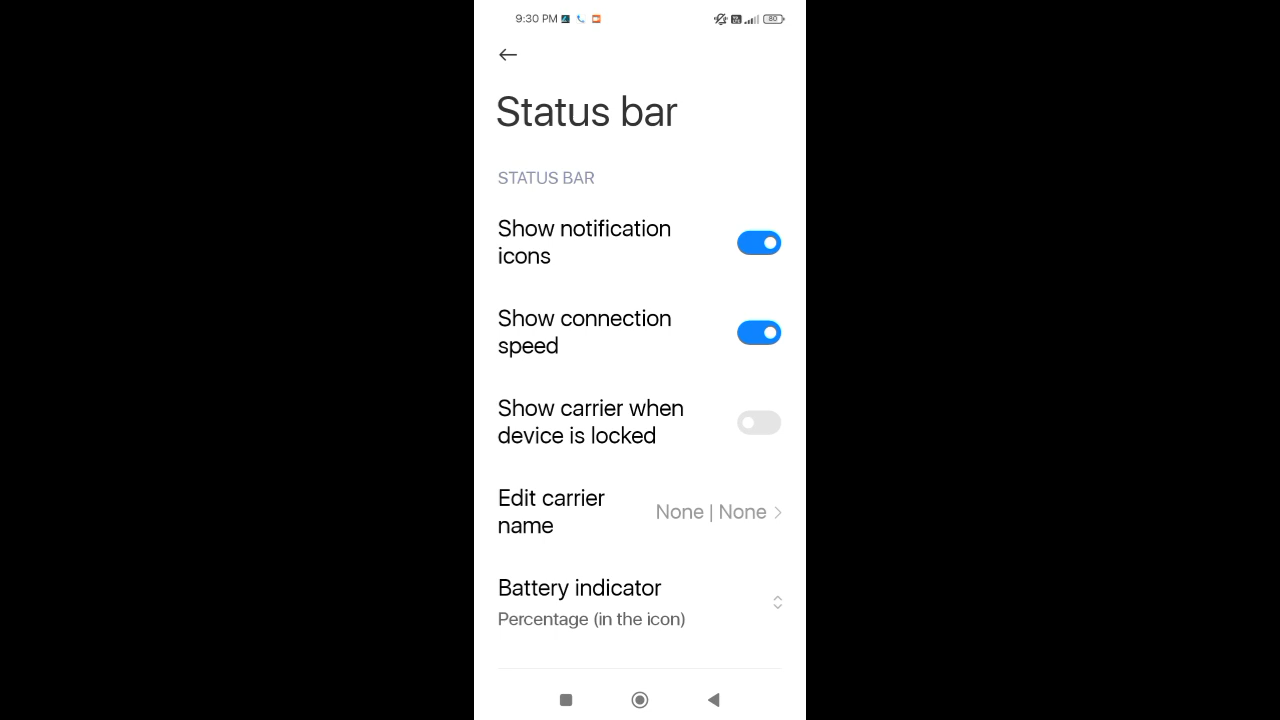 9:30 PM 80
Status bar
STATUS BAR
Show notification
icons
Show connection
speed
Show carrier when
device is locked
Edit carrier
name
None | None
Battery indicator
Percentage (in the icon)